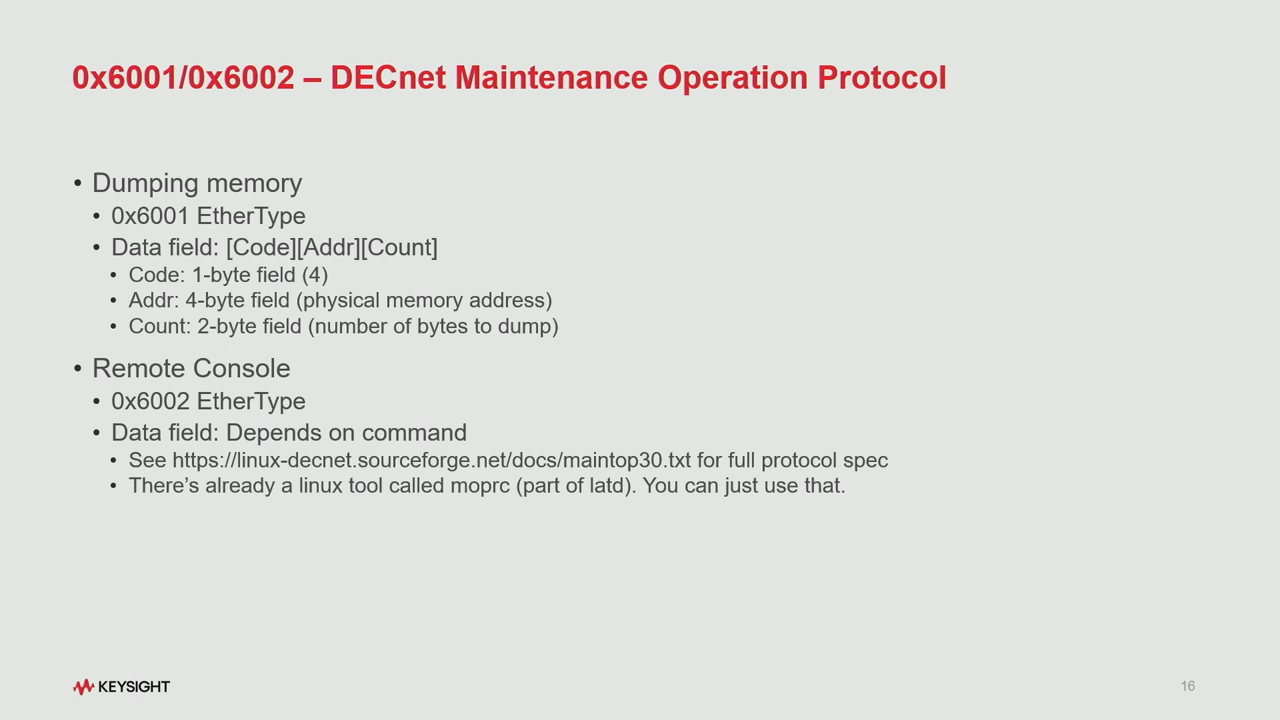 0x6001/0x6002 – DECnet Maintenance Operation Protocol
• Dumping memory
• 0x6001 EtherType
• Data field: [Code][Addr][Count]
• Code: 1-byte field (4)
• Addr: 4-byte field (physical memory address)
• Count: 2-byte field (number of bytes to dump)
• Remote Console
• 0x6002 EtherType
• Data field: Depends on command
• See https://linux-decnet.sourceforge.net/docs/maintop30.txt for full protocol spec
• There’s already a linux tool called moprc (part of latd). You can just use that.
KEYSIGHT
16